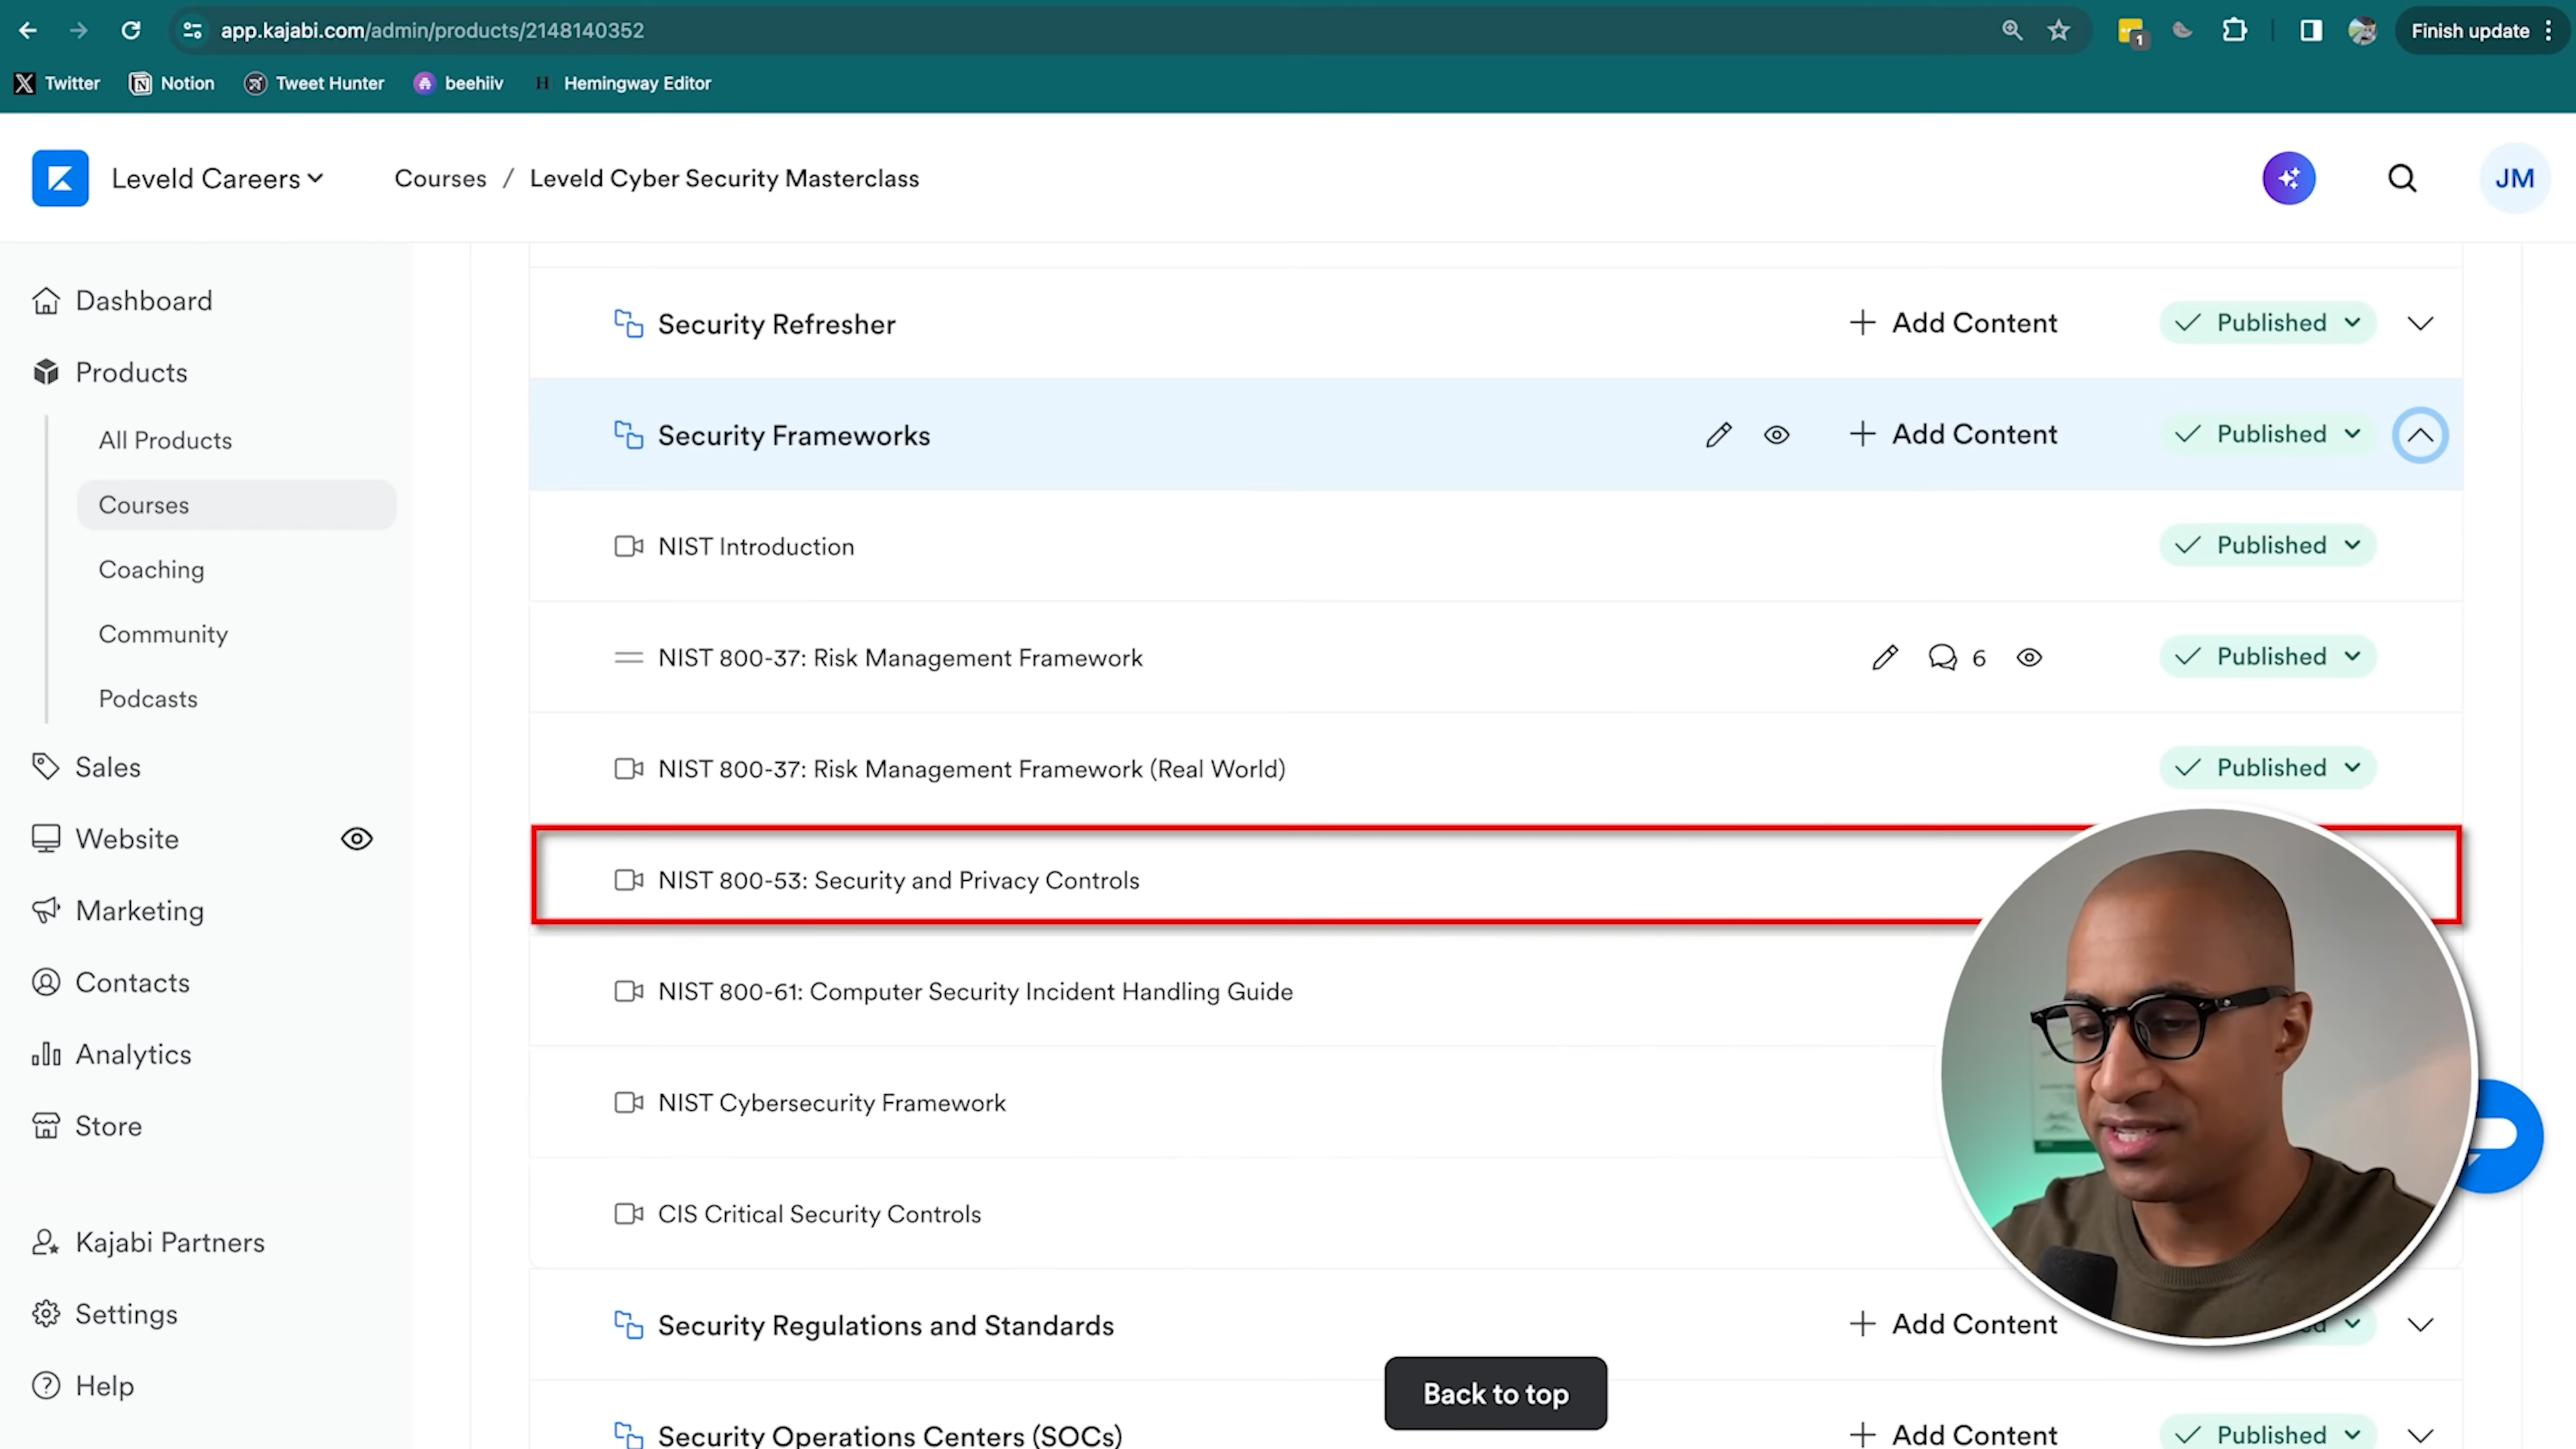 app.kajabi.com/admin/products/2148140352
1
Finish update
Twitter
Notion
Tweet Hunter
beehiiv
H
Hemingway Editor
Leveld Careers
Courses / Leveld Cyber Security Masterclass
JM
Dashboard
Products
All Products
Courses
Coaching
Community
Podcasts
Sales
Website
Marketing
Contacts
Analytics
Store
Kajabi Partners
Settings
Help
Security Refresher
+ Add Content
Published
Security Frameworks
+ Add Content
Published
NIST Introduction
Published
NIST 800-37: Risk Management Framework
6
Published
NIST 800-37: Risk Management Framework (Real World)
Published
NIST 800-53: Security and Privacy Controls
NIST 800-61: Computer Security Incident Handling Guide
NIST Cybersecurity Framework
CIS Critical Security Controls
Security Regulations and Standards
+ Add Content
Back to top
Security Operations Centers (SOCs)
+ Add Content
Published